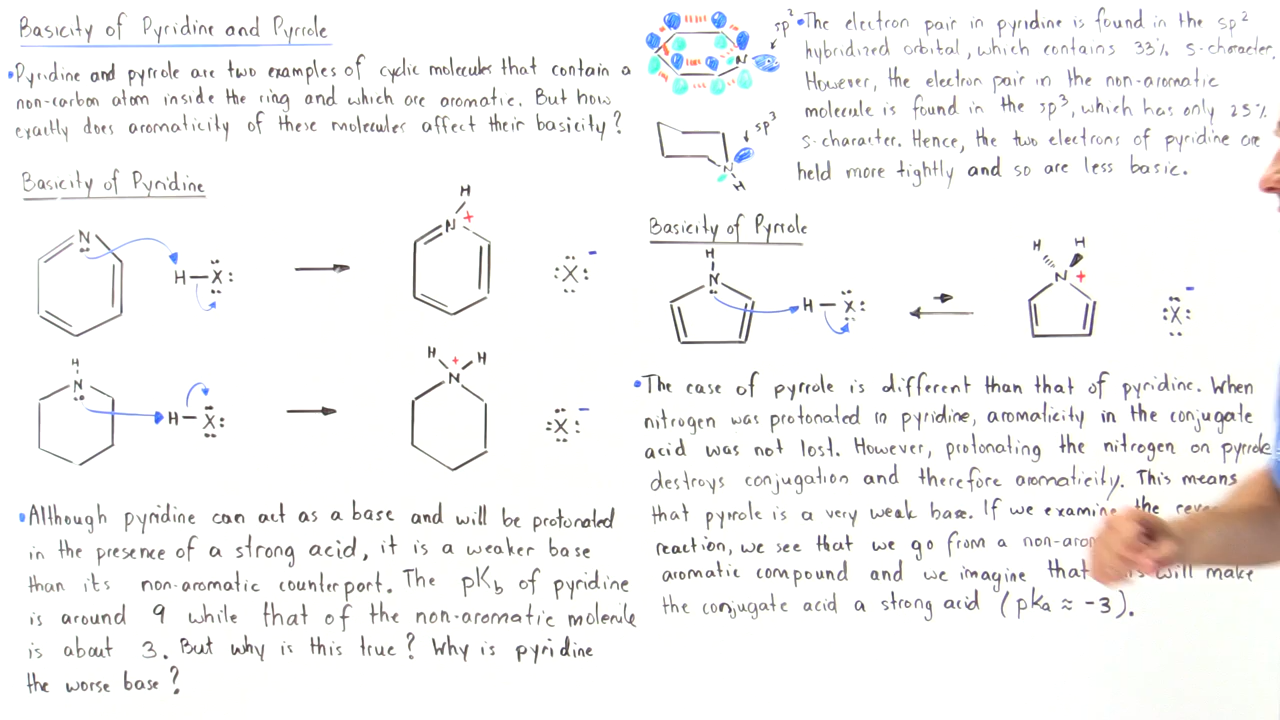 Basicity of Pyridine and Pyrrole
•Pyridine and pyrrole are two examples of cyclic molecules that contain a
non-carbon atom inside the ring and which are aromatic. But how
exactly does aromaticity of these molecules affect their basicity?
Basicity of Pyridine
N
H–X:
H
N +
:X: –
H
N
H–X:
H H
N +
:X: –
•Although pyridine can act as a base and will be protonated
in the presence of a strong acid, it is a weaker base
than its non-aromatic counterpart. The pKb of pyridine
is around 9 while that of the non-aromatic molecule
is about 3. But why is this true? Why is pyridine
the worse base?
sp²
N
sp³
N
H
•The electron pair in pyridine is found in the sp²
hybridized orbital, which contains 33% s-character.
However, the electron pair in the non-aromatic
molecule is found in the sp³, which has only 25%
s-character. Hence, the two electrons of pyridine are
held more tightly and so are less basic.
Basicity of Pyrrole
H
N
H–X:
H H
N +
:X: –
•The case of pyrrole is different than that of pyridine. When
nitrogen was protonated in pyridine, aromaticity in the conjugate
acid was not lost. However, protonating the nitrogen on pyrrole
destroys conjugation and therefore aromaticity. This means
that pyrrole is a very weak base. If we examine the
reaction, we see that we go from a
aromatic compound and we imagine that will make
the conjugate acid a strong acid (pka ≈ -3).